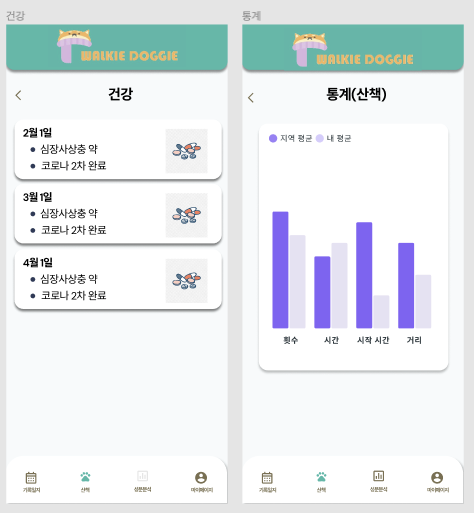 건강
WALKIE DOGGIE
건강
2월 1일
심장사상충 약
코로나 2차 완료
3월 1일
심장사상충 약
코로나 2차 완료
4월 1일
심장사상충 약
코로나 2차 완료
기록일지
산책
성분분석
마이페이지
통계
WALKIE DOGGIE
통계(산책)
지역 평균
내 평균
횟수
시간
시작 시간
거리
기록일지
산책
성분분석
마이페이지